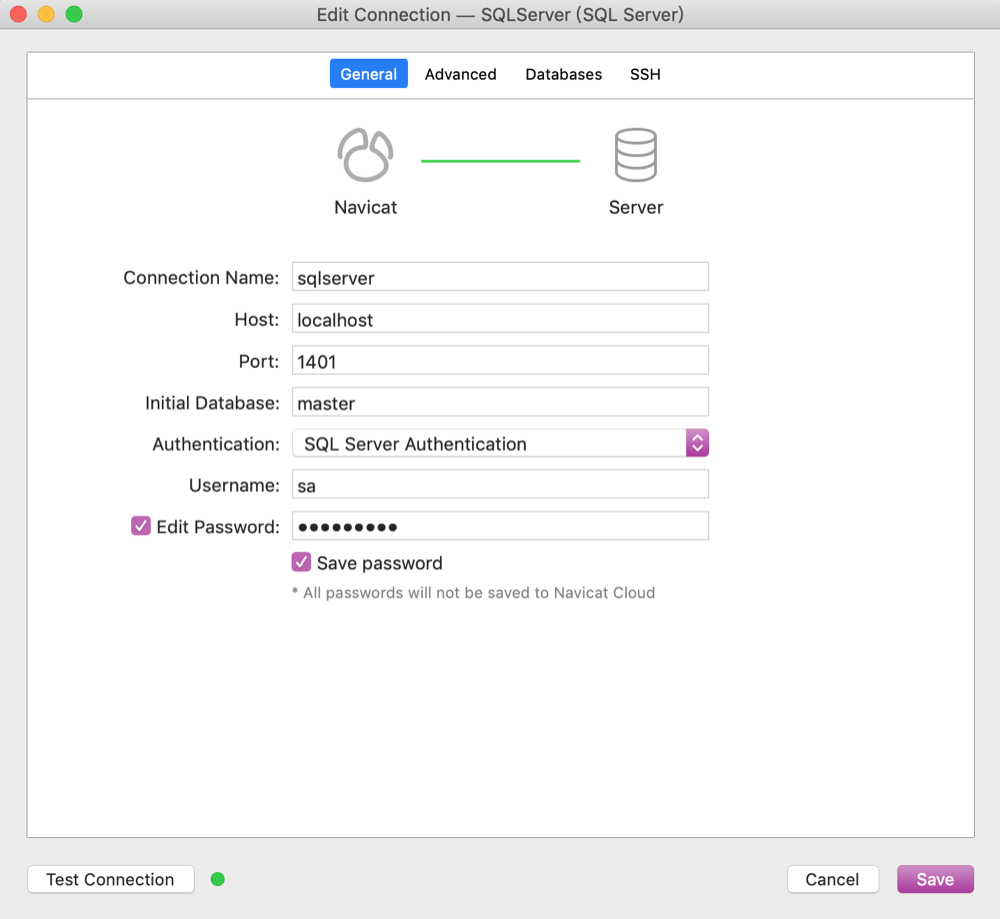 Edit Connection — SQLServer (SQL Server)
General Advanced Databases SSH
Navicat Server
Connection Name: sqlserver
Host: localhost
Port: 1401
Initial Database: master
Authentication: SQL Server Authentication
Username: sa
Edit Password: •••••••••
Save password
* All passwords will not be saved to Navicat Cloud
Test Connection Cancel Save